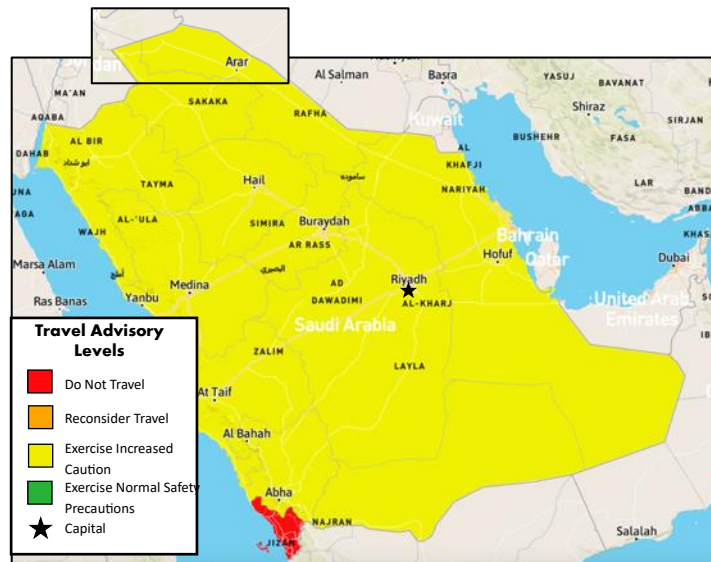 Arar
Al Salman
Basra
YASUJ
BAVANAT
MA'AN
SAKAKA
Shiraz
AQABA
RAFHA
Kuwait
SIRJAN
AL BIR
BUSHEHR
FASA
DAHAB
ابو شداد
AL
KHAFJI
TAYMA
Hail
سامودة
NARIYAH
LAR
AL-'ULA
SIMIRA
Buraydah
WAJH
AR RASS
Bahrain
Marsa Alam
البصيري
Hofuf
Qatar
Dubai
Medina
AD
DAWADIMI
Riyadh
Ras Banas
Yanbu
AL-KHARJ
United Arab
Emirates
Saudi Arabia
ZALIM
LAYLA
At Taif
Al Bahah
Abha
NAJRAN
JIZAN
Salalah
Travel Advisory
Levels
Do Not Travel
Reconsider Travel
Exercise Increased
Caution
Exercise Normal Safety
Precautions
Capital